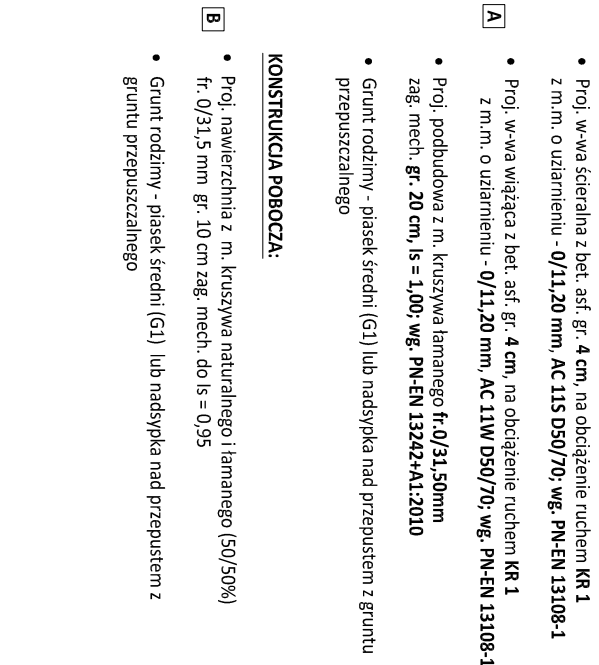 • Proj. w-wa ścieralna z bet. asf. gr. 4 cm, na obciążenie ruchem KR 1
z m.m. o uziarnieniu - 0/11,20 mm, AC 11S D50/70; wg. PN-EN 13108-1
A
• Proj. w-wa wiążąca z bet. asf. gr. 4 cm, na obciążenie ruchem KR 1
z m.m. o uziarnieniu - 0/11,20 mm, AC 11W D50/70; wg. PN-EN 13108-1
• Proj. podbudowa z m. kruszywa łamanego fr.0/31,50mm
zag. mech. gr. 20 cm, Is = 1,00; wg. PN-EN 13242+A1:2010
• Grunt rodzimy - piasek średni (G1) lub nadsypka nad przepustem z gruntu
przepuszczalnego
KONSTRUKCJA POBOCZA:
B
• Proj. nawierzchnia z m. kruszywa naturalnego i łamanego (50/50%)
fr. 0/31,5 mm gr. 10 cm zag. mech. do Is = 0,95
• Grunt rodzimy - piasek średni (G1) lub nadsypka nad przepustem z
gruntu przepuszczalnego